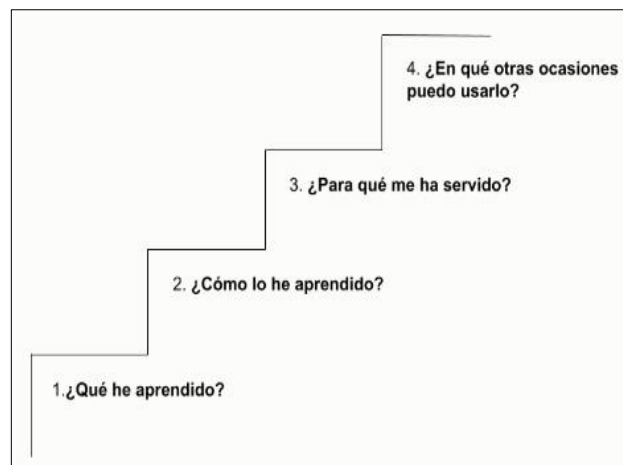 4. ¿En qué otras ocasiones
puedo usarlo?
3. ¿Para qué me ha servido?
2. ¿Cómo lo he aprendido?
1.¿Qué he aprendido?